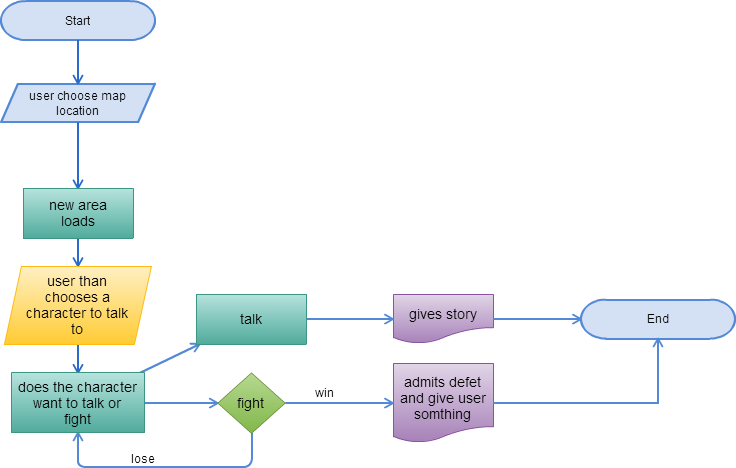 Start
user choose map
location
new area
loads
user than
chooses a
character to talk
to
talk
gives story
End
does the character
want to talk or
fight
fight
win
admits defet
and give user
somthing
lose